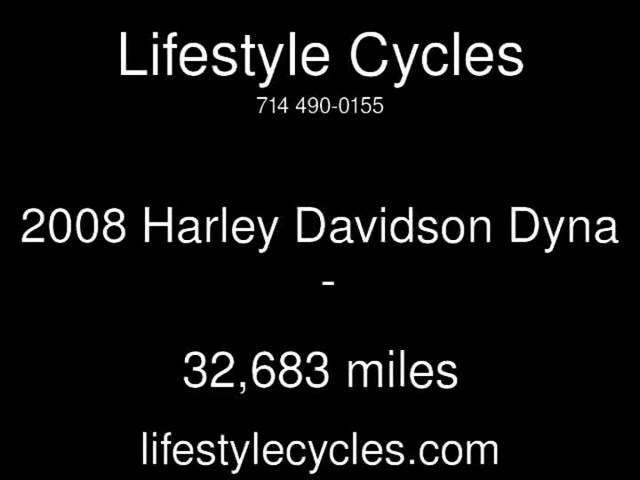 Lifestyle Cycles
714 490-0155
2008 Harley Davidson Dyna
-
32,683 miles
lifestylecycles.com